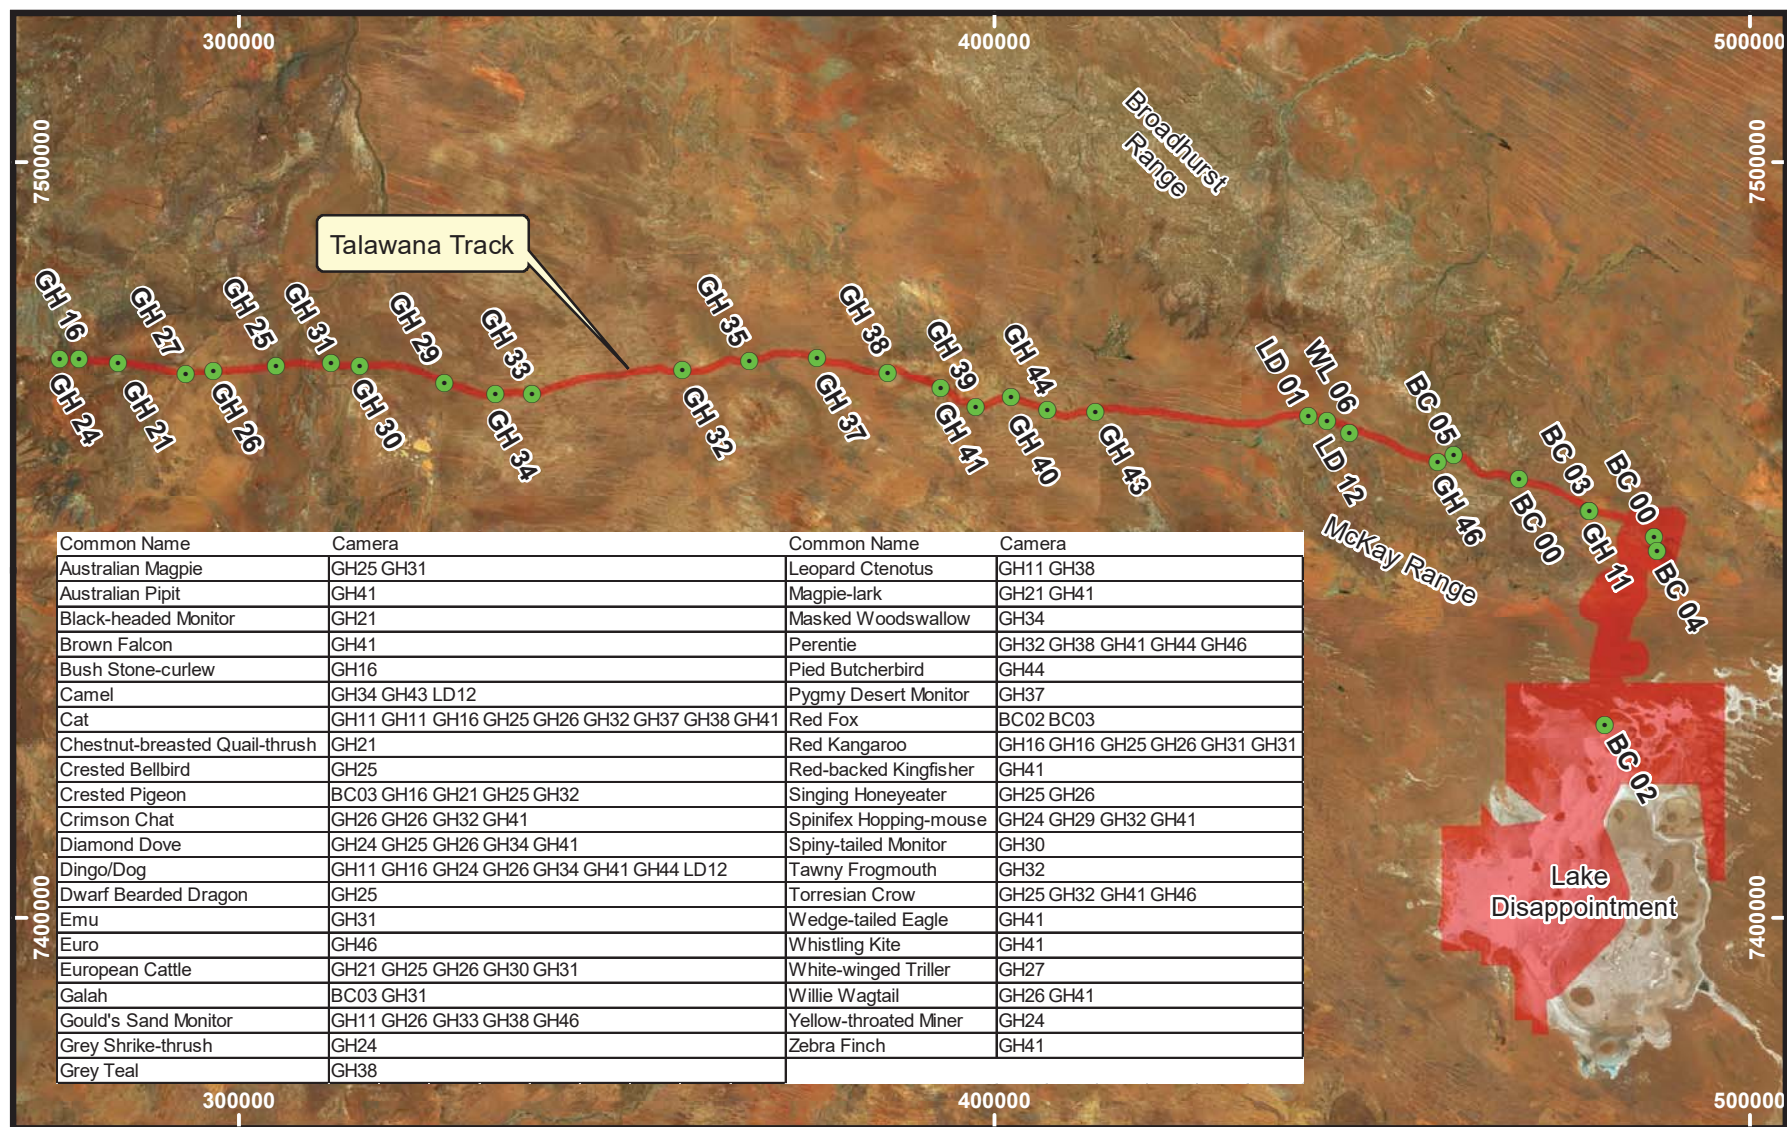 300000
400000
500000
7500000
7500000
Broadhurst
Range
Talawana Track
GH 16
GH 27
GH 25
GH 31
GH 29
GH 33
GH 35
GH 38
GH 39
GH 44
LD 01
WL 06
BC 05
BC 03
BC 00
GH 24
GH 21
GH 26
GH 30
GH 34
GH 32
GH 37
GH 41
GH 40
GH 43
LD 12
GH 46
BC 00
GH 11
BC 04
McKay Range
BC 02
Lake
Disappointment
Common Name Camera Common Name Camera
Australian Magpie GH25 GH31 Leopard Ctenotus GH11 GH38
Australian Pipit GH41 Magpie-lark GH21 GH41
Black-headed Monitor GH21 Masked Woodswallow GH34
Brown Falcon GH41 Perentie GH32 GH38 GH41 GH44 GH46
Bush Stone-curlew GH16 Pied Butcherbird GH44
Camel GH34 GH43 LD12 Pygmy Desert Monitor GH37
Cat GH11 GH11 GH16 GH25 GH26 GH32 GH37 GH38 GH41 Red Fox BC02 BC03
Chestnut-breasted Quail-thrush GH21 Red Kangaroo GH16 GH16 GH25 GH26 GH31 GH31
Crested Bellbird GH25 Red-backed Kingfisher GH41
Crested Pigeon BC03 GH16 GH21 GH25 GH32 Singing Honeyeater GH25 GH26
Crimson Chat GH26 GH26 GH32 GH41 Spinifex Hopping-mouse GH24 GH29 GH32 GH41
Diamond Dove GH24 GH25 GH26 GH34 GH41 Spiny-tailed Monitor GH30
Dingo/Dog GH11 GH16 GH24 GH26 GH34 GH41 GH44 LD12 Tawny Frogmouth GH32
Dwarf Bearded Dragon GH25 Torresian Crow GH25 GH32 GH41 GH46
Emu GH31 Wedge-tailed Eagle GH41
Euro GH46 Whistling Kite GH41
European Cattle GH21 GH25 GH26 GH30 GH31 White-winged Triller GH27
Galah BC03 GH31 Willie Wagtail GH26 GH41
Gould's Sand Monitor GH11 GH26 GH33 GH38 GH46 Yellow-throated Miner GH24
Grey Shrike-thrush GH24 Zebra Finch GH41
Grey Teal GH38
7400000
7400000
300000
400000
500000